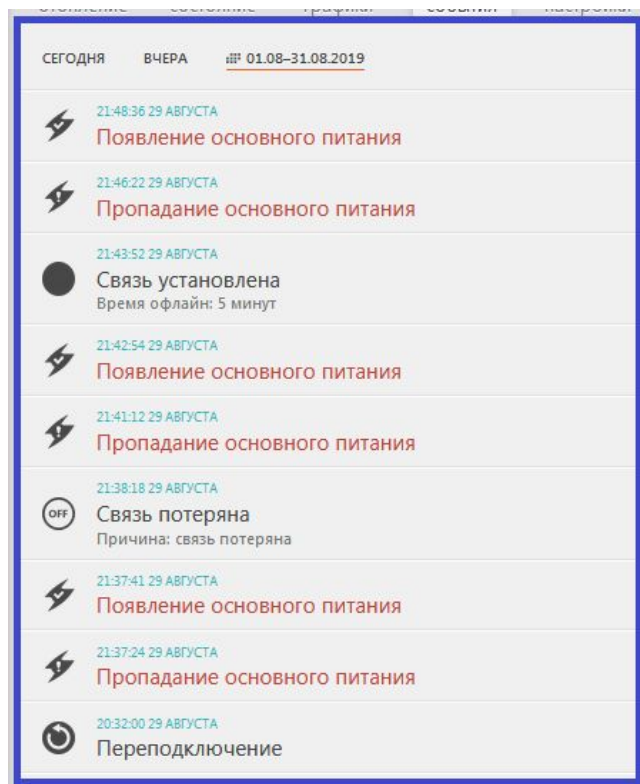 СЕГОДНЯ ВЧЕРА 01.08–31.08.2019
21:48:36 29 АВГУСТА
Появление основного питания
21:46:22 29 АВГУСТА
Пропадание основного питания
21:43:52 29 АВГУСТА
Связь установлена
Время офлайн: 5 минут
21:42:54 29 АВГУСТА
Появление основного питания
21:41:12 29 АВГУСТА
Пропадание основного питания
21:38:18 29 АВГУСТА
OFF Связь потеряна
Причина: связь потеряна
21:37:41 29 АВГУСТА
Появление основного питания
21:37:24 29 АВГУСТА
Пропадание основного питания
20:32:00 29 АВГУСТА
Переподключение